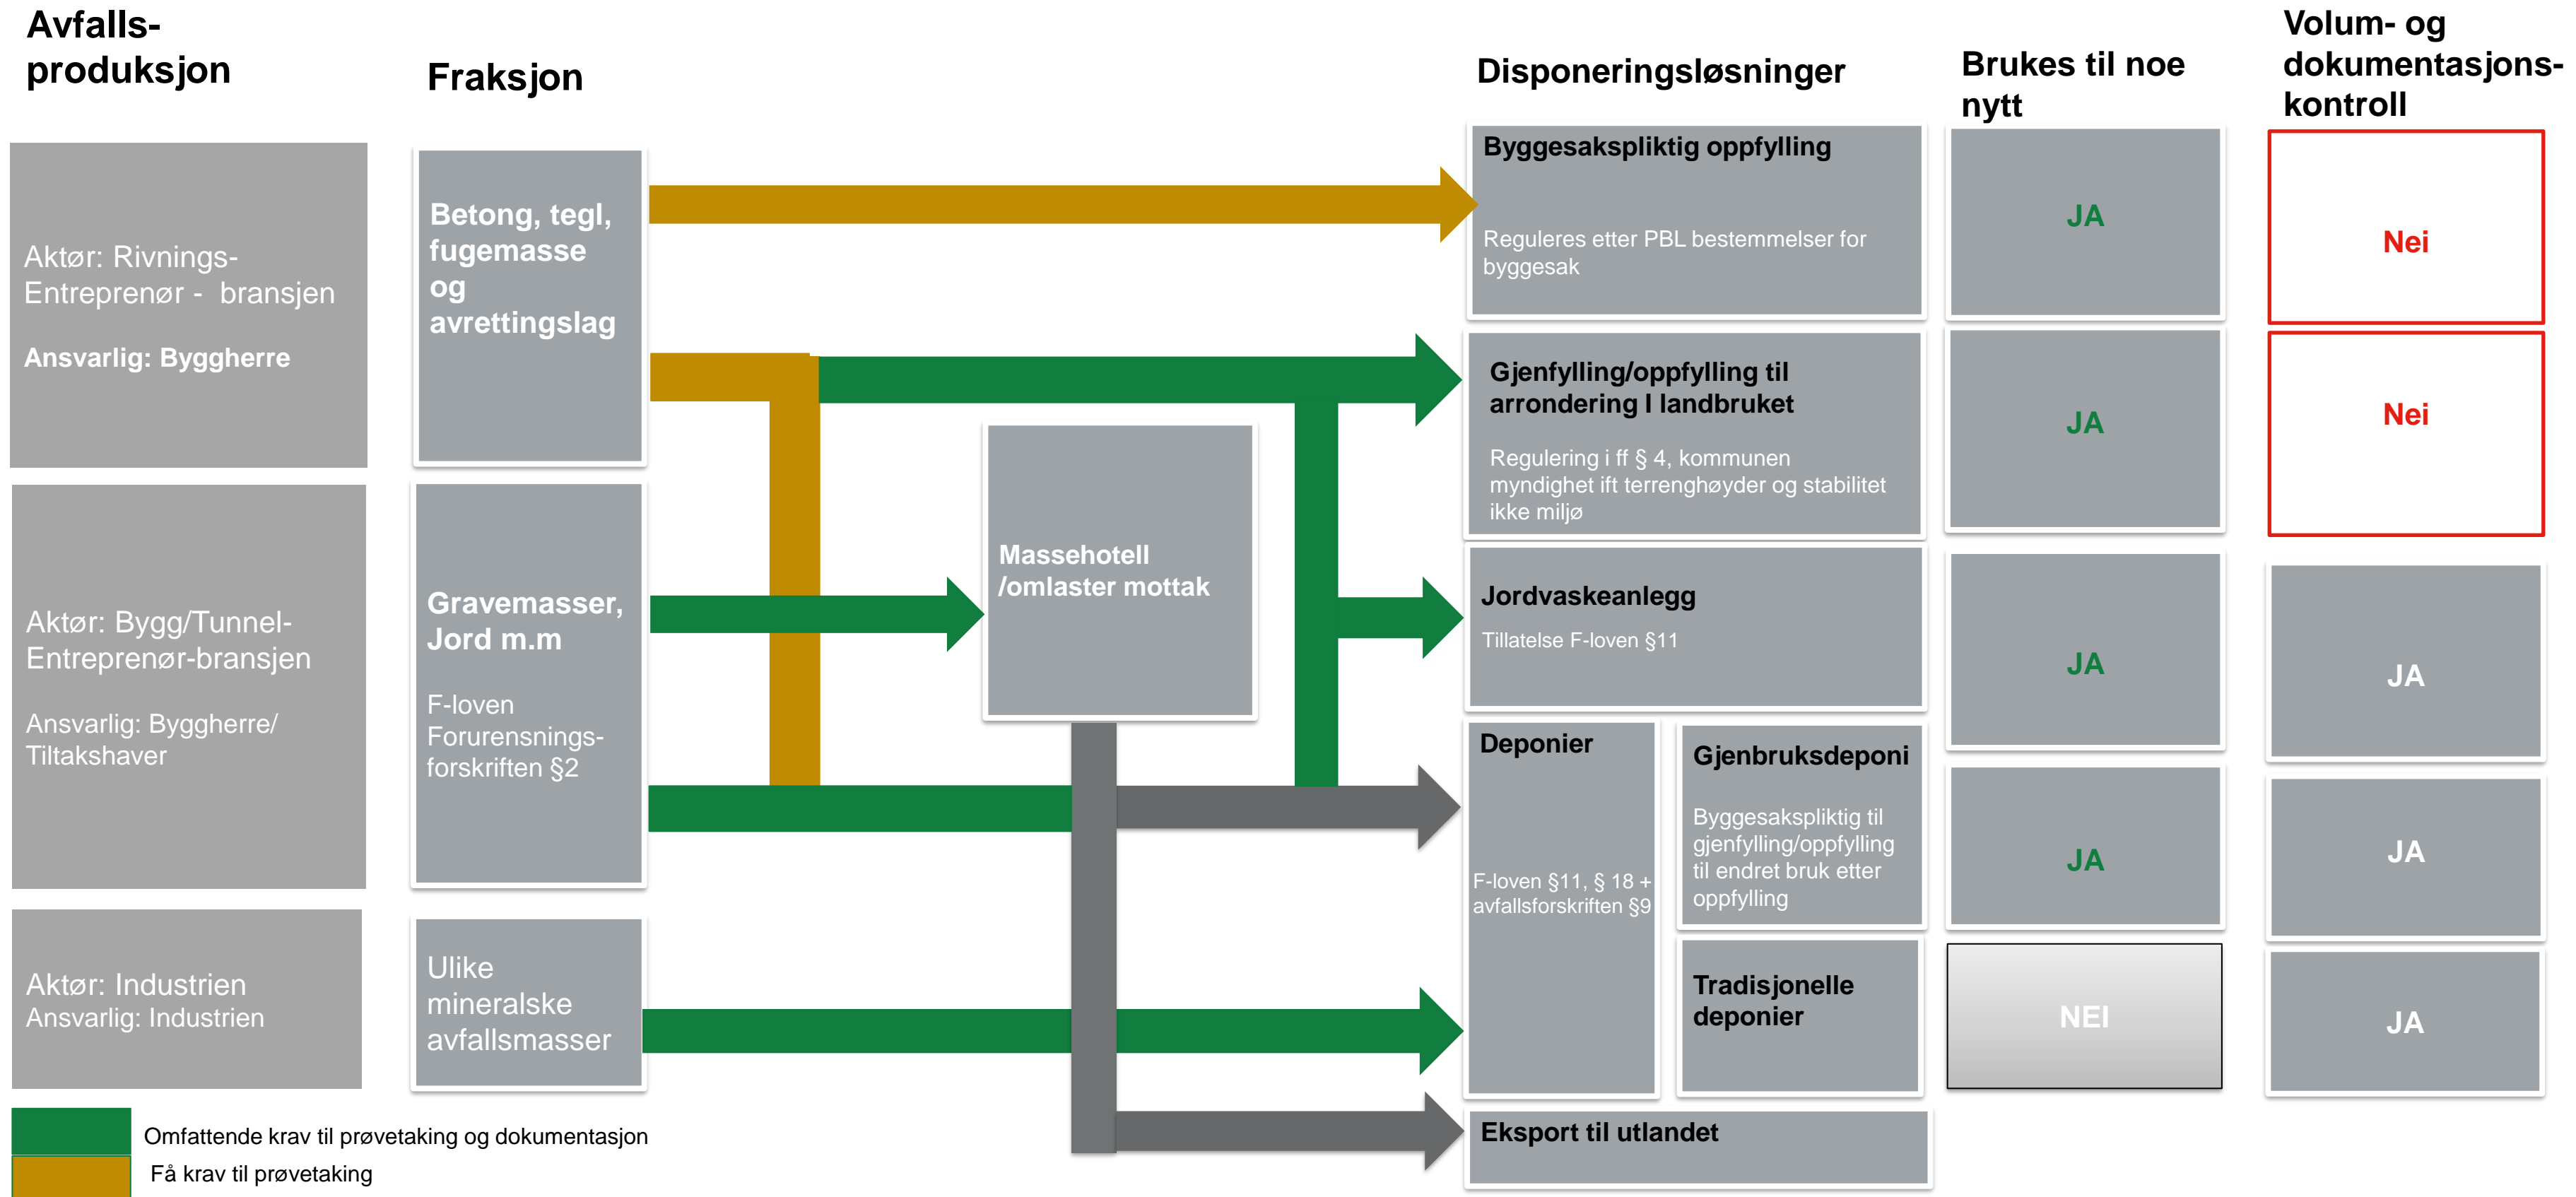 Avfalls-
produksjon
Fraksjon
Disponeringsløsninger
Brukes til noe
nytt
Volum- og
dokumentasjons-
kontroll
Aktør: Rivnings-
Entreprenør -  bransjen
Ansvarlig: Byggherre
Betong, tegl,
fugemasse
og
avrettingslag
Byggesakspliktig oppfylling
Reguleres etter PBL bestemmelser for
byggesak
JA
Nei
Gjenfylling/oppfylling til
arrondering I landbruket
Regulering i ff § 4, kommunen
myndighet ift terrenghøyder og stabilitet
ikke miljø
JA
Nei
Aktør: Bygg/Tunnel-
Entreprenør-bransjen
Ansvarlig: Byggherre/
Tiltakshaver
Gravemasser,
Jord m.m
F-loven
Forurensnings-
forskriften §2
Massehotell
/omlaster mottak
Jordvaskeanlegg
Tillatelse F-loven §11
JA
JA
Deponier
F-loven §11, § 18 +
avfallsforskriften §9
Gjenbruksdeponi
Byggesakspliktig til
gjenfylling/oppfylling
til endret bruk etter
oppfylling
JA
JA
Aktør: Industrien
Ansvarlig: Industrien
Ulike
mineralske
avfallsmasser
Tradisjonelle
deponier
NEI
JA
Eksport til utlandet
Omfattende krav til prøvetaking og dokumentasjon
Få krav til prøvetaking